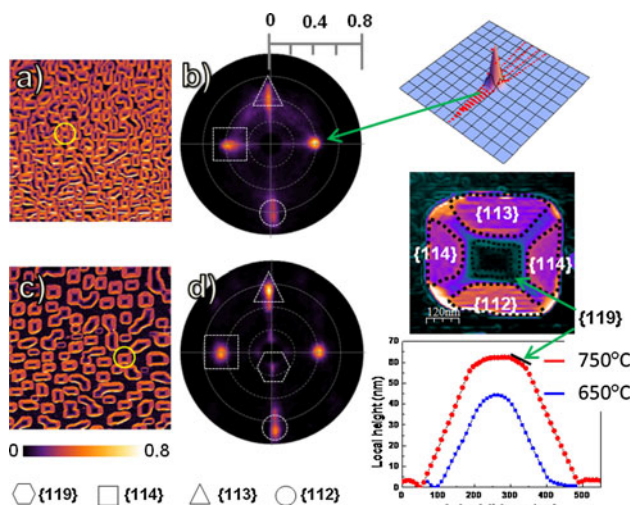 0 0.4 0.8
a)
b)
{113}
{114} {114}
{112}
120nm
{119}
c)
d)
70
60
50
40
30
20
10
0
750°C
650°C
Local height (nm)
0 100 200 300 400 500
0 0.8
{119} {114} {113} {112}